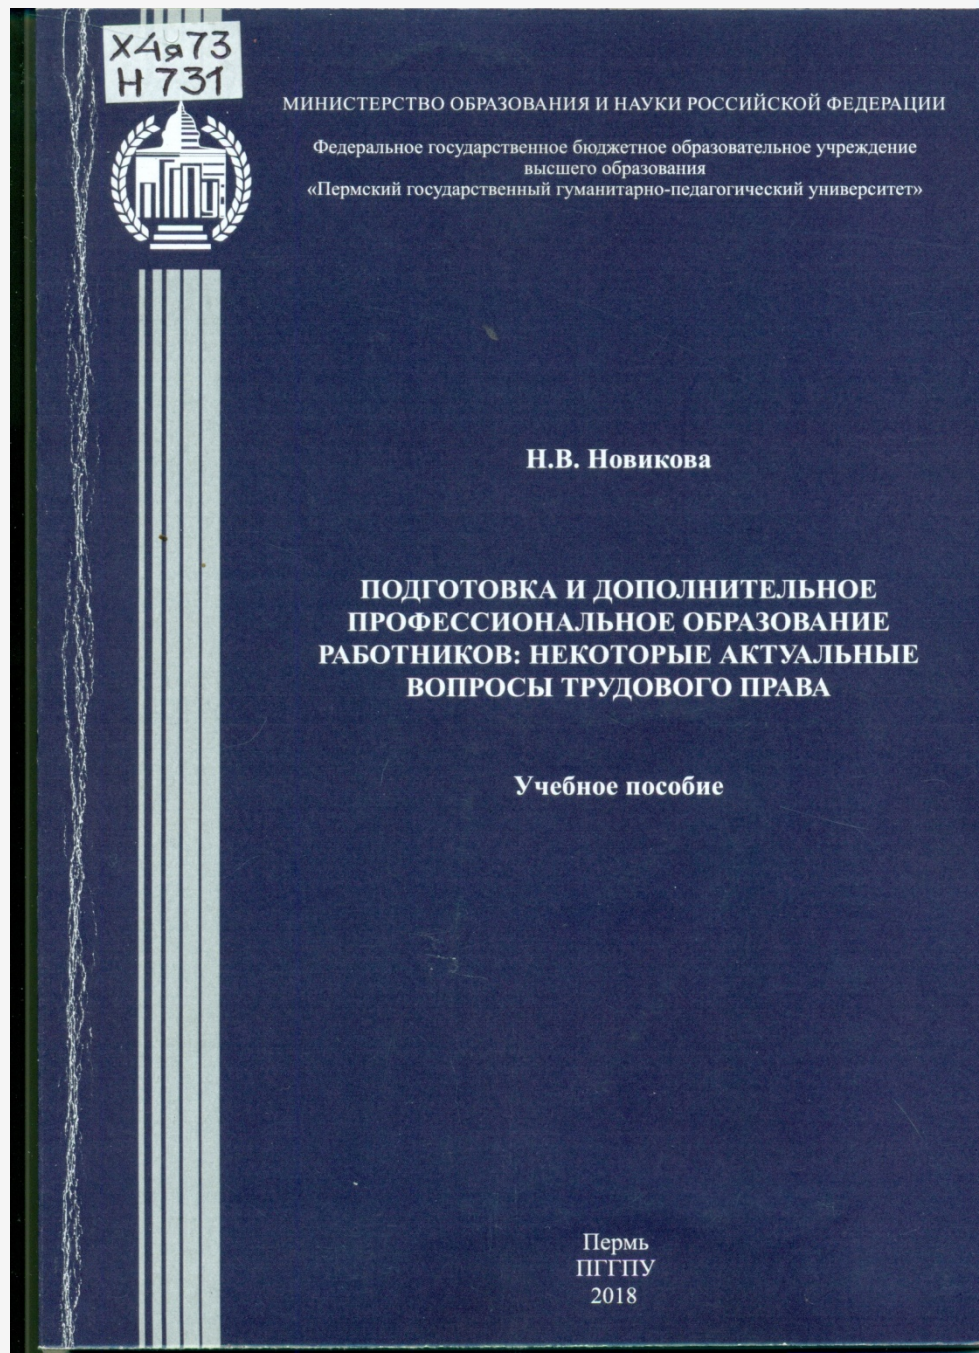 Х4я73
Н 731
МИНИСТЕРСТВО ОБРАЗОВАНИЯ И НАУКИ РОССИЙСКОЙ ФЕДЕРАЦИИ
Федеральное государственное бюджетное образовательное учреждение
высшего образования
«Пермский государственный гуманитарно-педагогический университет»
ПГПУ
Н.В. Новикова
ПОДГОТОВКА И ДОПОЛНИТЕЛЬНОЕ
ПРОФЕССИОНАЛЬНОЕ ОБРАЗОВАНИЕ
РАБОТНИКОВ: НЕКОТОРЫЕ АКТУАЛЬНЫЕ
ВОПРОСЫ ТРУДОВОГО ПРАВА
Учебное пособие
Пермь
ПГГПУ
2018